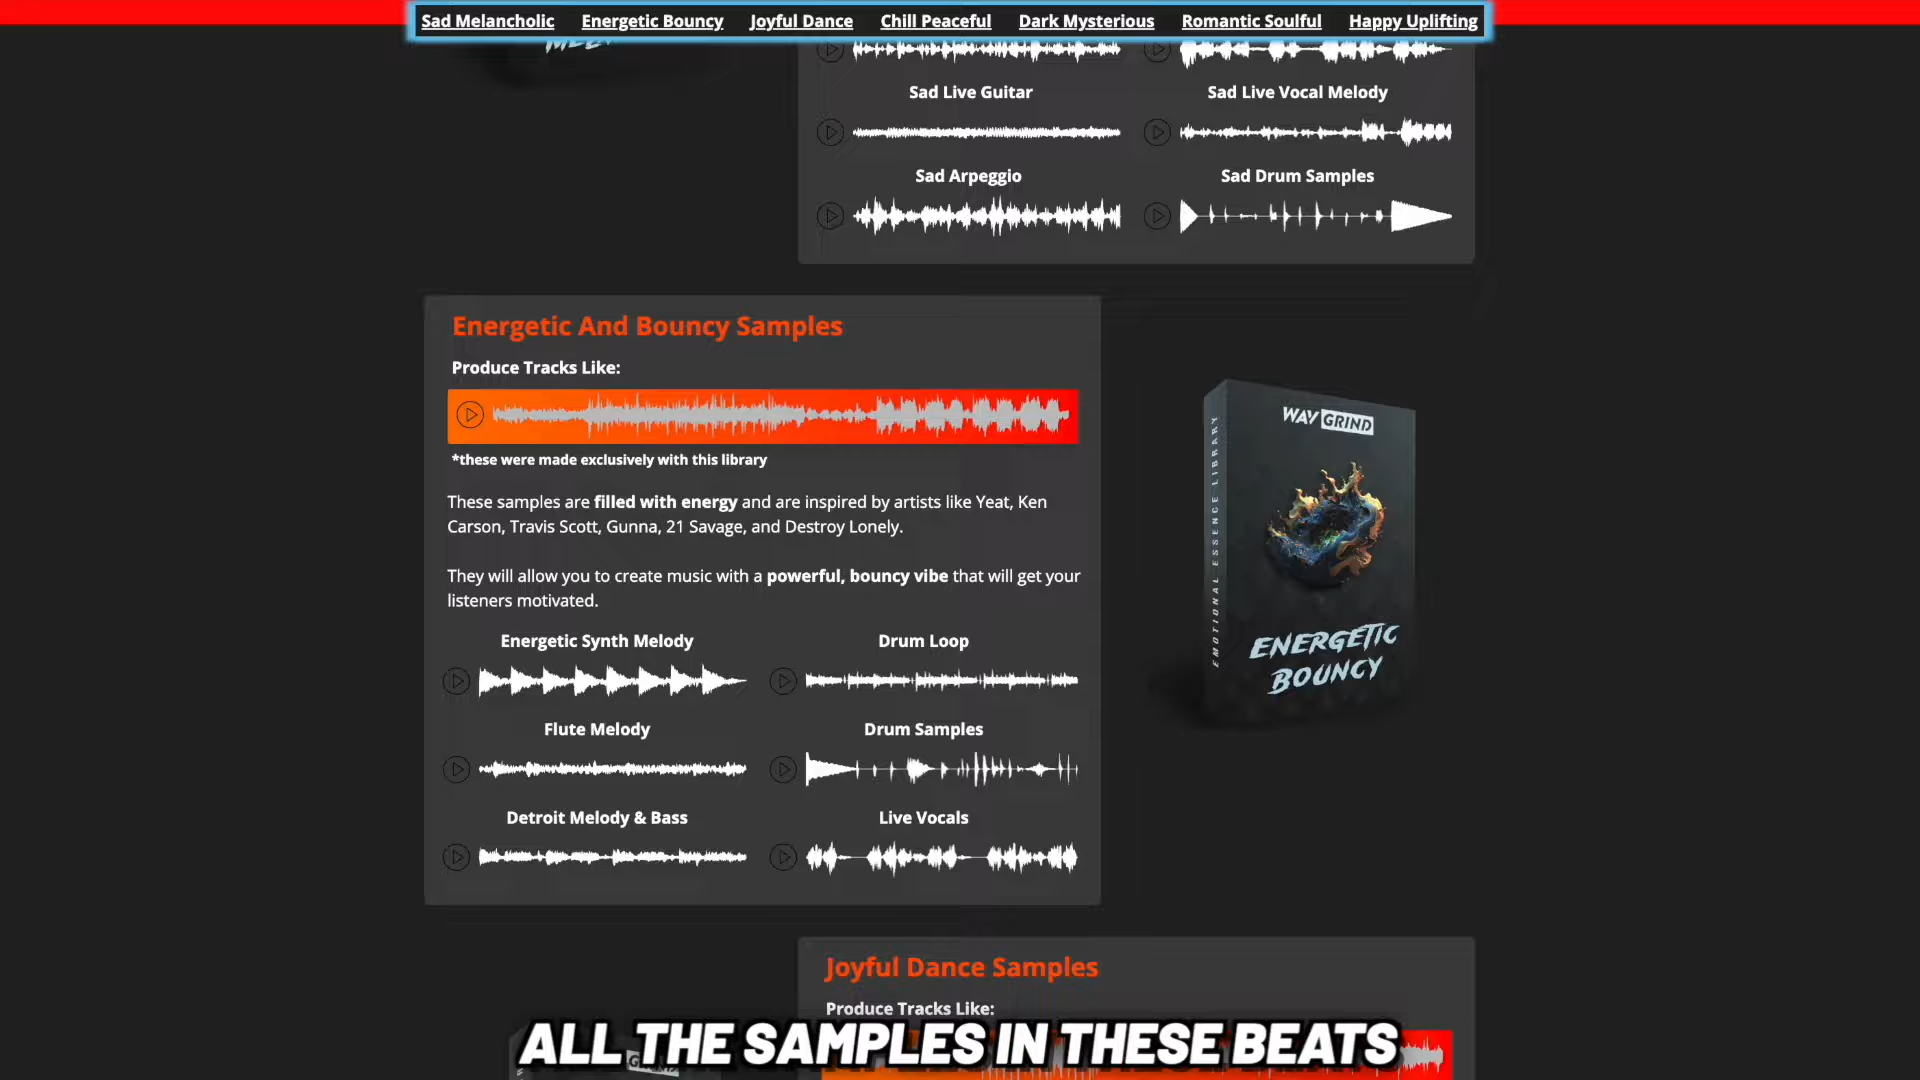 Sad Melancholic Energetic Bouncy Joyful Dance Chill Peaceful Dark Mysterious Romantic Soulful Happy Uplifting
Sad Live Guitar Sad Live Vocal Melody
Sad Arpeggio Sad Drum Samples
Energetic And Bouncy Samples
Produce Tracks Like:
*these were made exclusively with this library
These samples are filled with energy and are inspired by artists like Yeat, Ken
Carson, Travis Scott, Gunna, 21 Savage, and Destroy Lonely.
They will allow you to create music with a powerful, bouncy vibe that will get your
listeners motivated.
Energetic Synth Melody Drum Loop
Flute Melody Drum Samples
Detroit Melody & Bass Live Vocals
WAV GRIND
EMOTIONAL ESSENCE LIBRARY
ENERGETIC
BOUNCY
Joyful Dance Samples
Produce Tracks Like:
ALL THE SAMPLES IN THESE BEATS